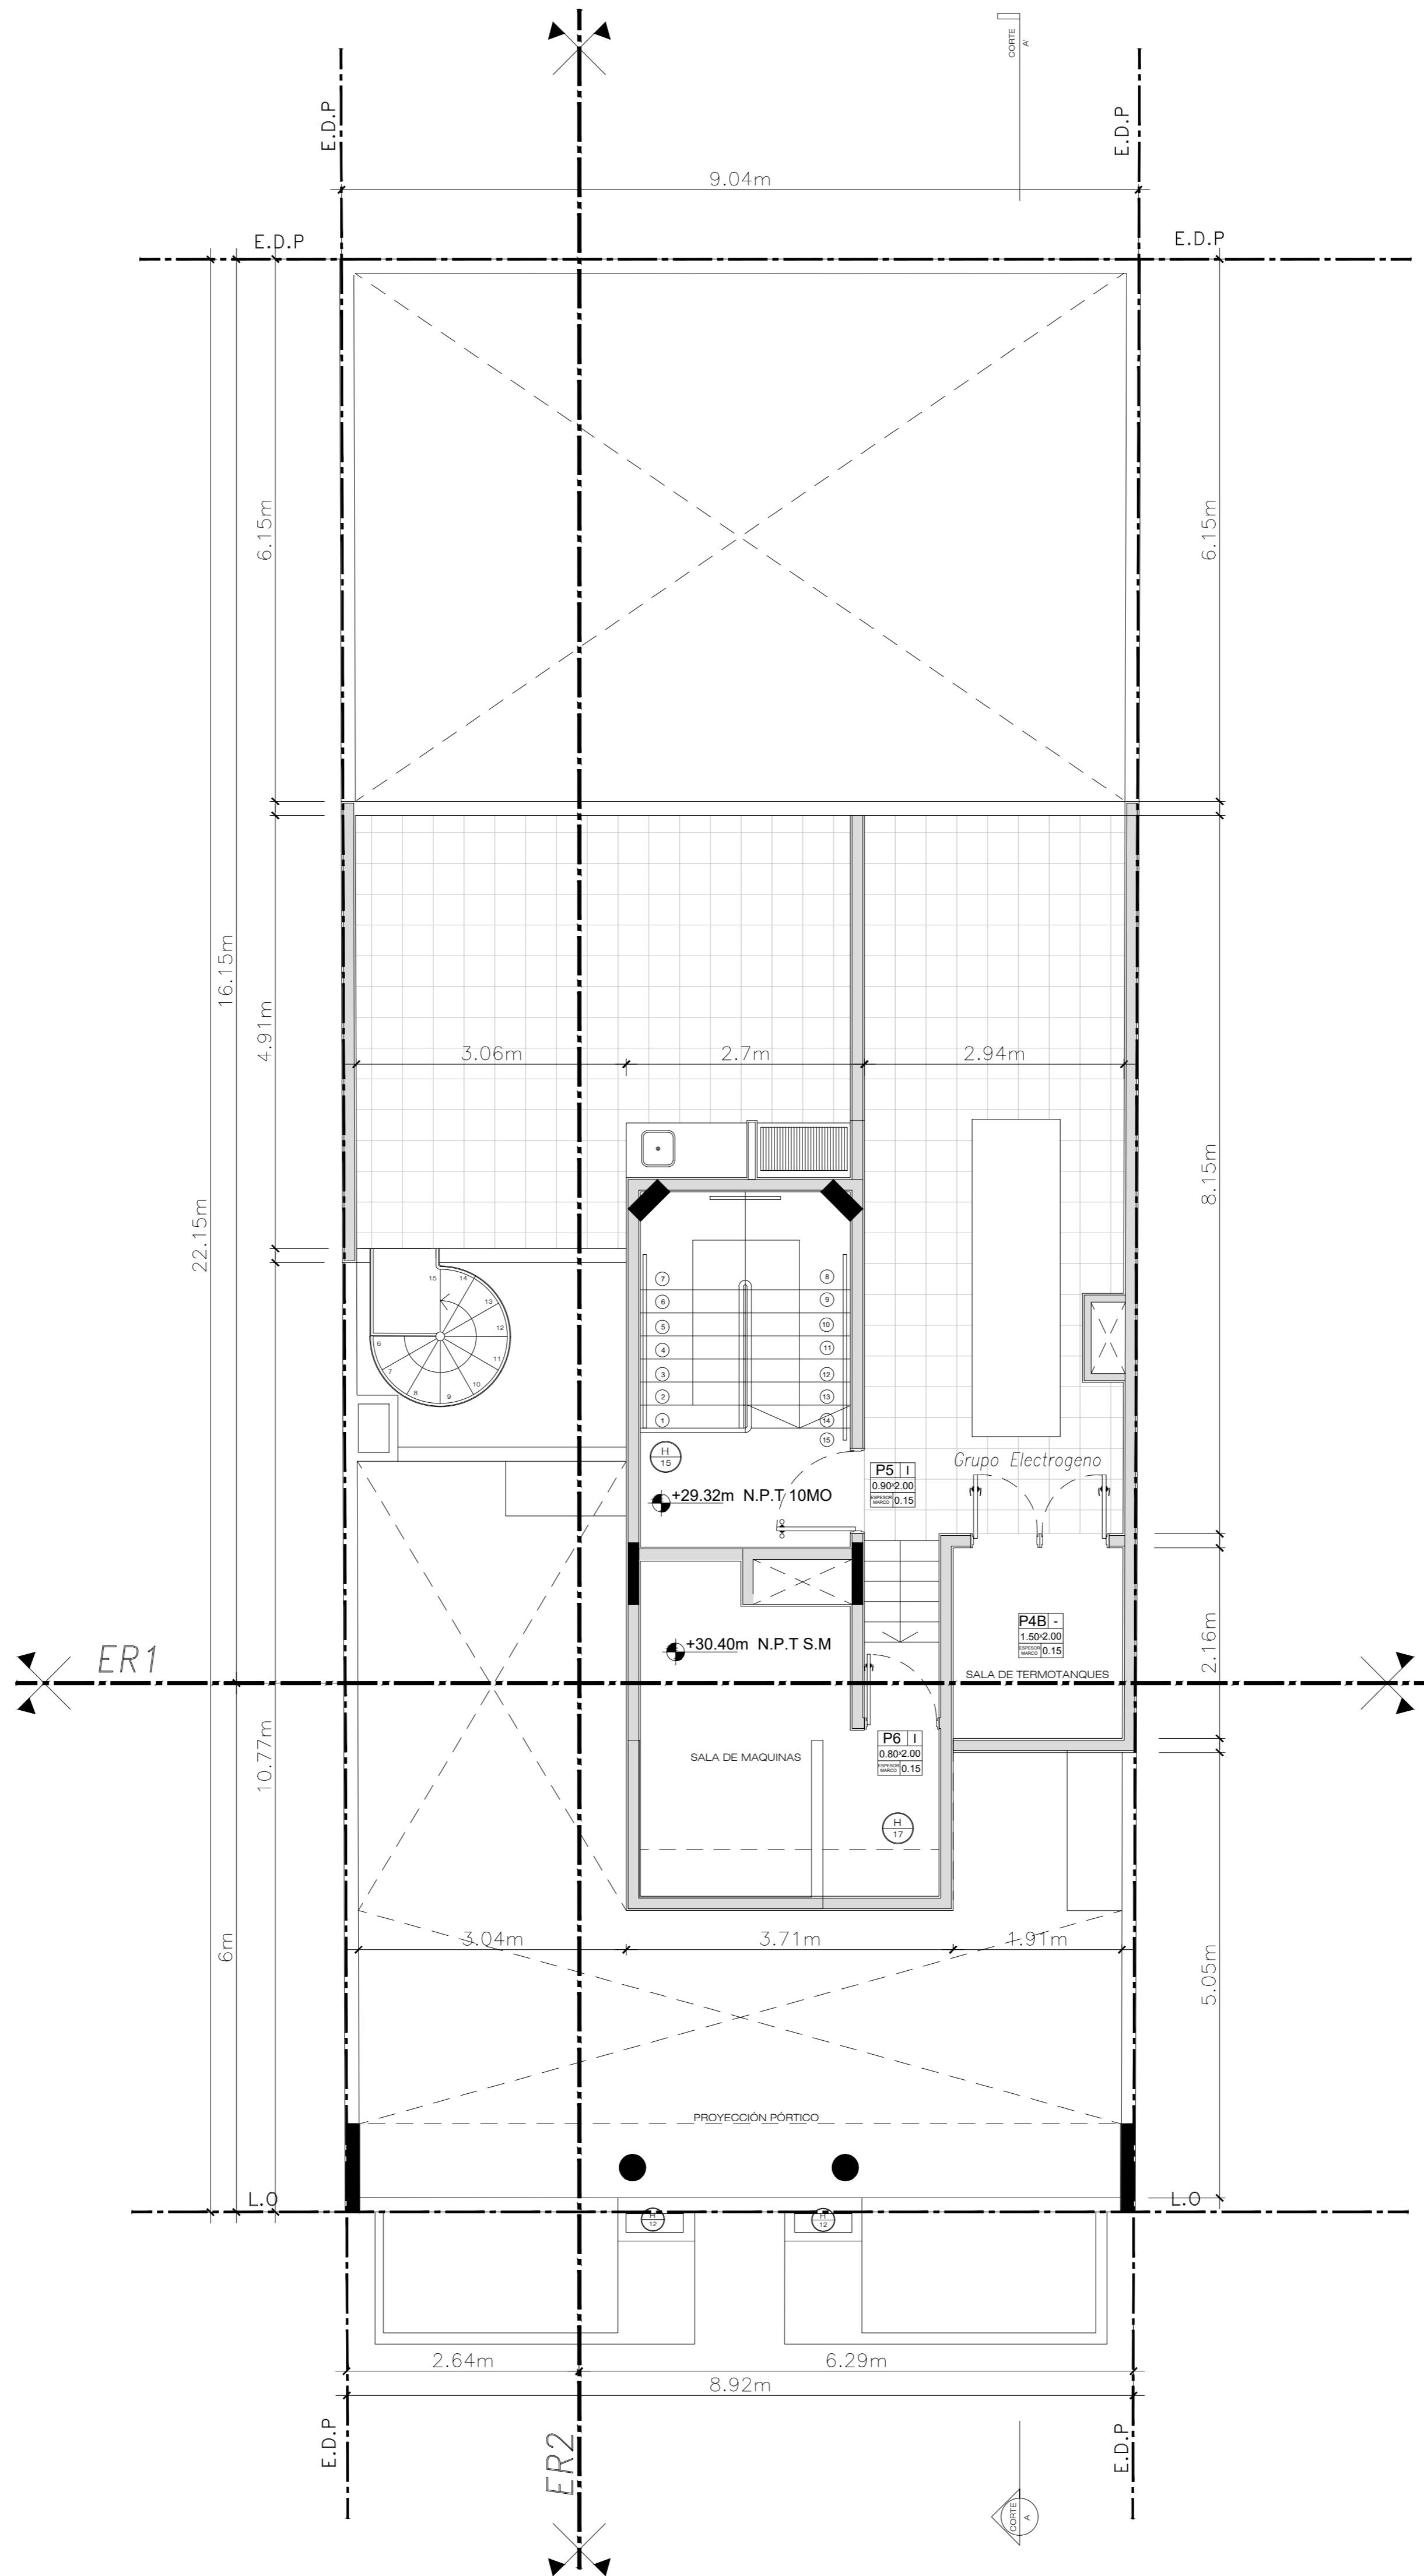 CORTE
A'
E.D.P
E.D.P
9.04m
E.D.P
E.D.P
6.15m
6.15m
16.15m
4.91m
3.06m
2.7m
2.94m
22.15m
8.15m
7
8
6
9
5
10
4
11
3
12
2
13
1
14
15
15
14
13
12
11
10
9
8
7
6
H
15
Grupo Electrogeno
P5 I
0.90x2.00
ESPESOR MARCO 0.15
+29.32m N.P.T 10MO
P4B -
1.50x2.00
ESPESOR MARCO 0.15
+30.40m N.P.T S.M
2.16m
ER1
SALA DE TERMOTANQUES
10.77m
P6 I
0.80x2.00
ESPESOR MARCO 0.15
SALA DE MAQUINAS
H
17
6m
3.04m
3.71m
1.91m
5.05m
PROYECCIÓN PÓRTICO
L.O
L.O
H
12
H
12
2.64m
6.29m
8.92m
E.D.P
E.D.P
ER2
CORTE
A